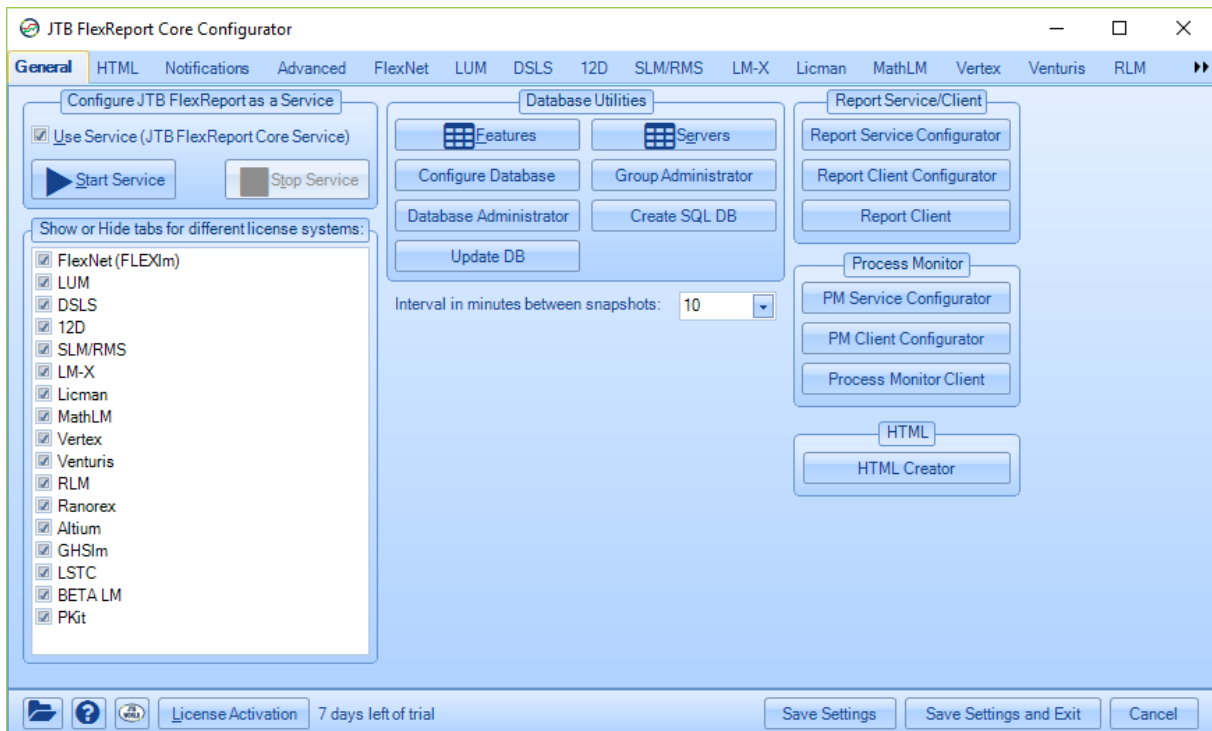 JTB FlexReport Core Configurator
General HTML Notifications Advanced FlexNet LUM DSLS 12D SLM/RMS LM-X Licman MathLM Vertex Venturis RLM
Configure JTB FlexReport as a Service
Use Service (JTB FlexReport Core Service)
Start Service Stop Service
Show or Hide tabs for different license systems:
FlexNet (FLEXlm)
LUM
DSLS
12D
SLM/RMS
LM-X
Licman
MathLM
Vertex
Venturis
RLM
Ranorex
Altium
GHSlm
LSTC
BETA LM
PKit
Database Utilities
Features Servers
Configure Database Group Administrator
Database Administrator Create SQL DB
Update DB
Interval in minutes between snapshots: 10
Report Service/Client
Report Service Configurator
Report Client Configurator
Report Client
Process Monitor
PM Service Configurator
PM Client Configurator
Process Monitor Client
HTML
HTML Creator
License Activation 7 days left of trial Save Settings Save Settings and Exit Cancel